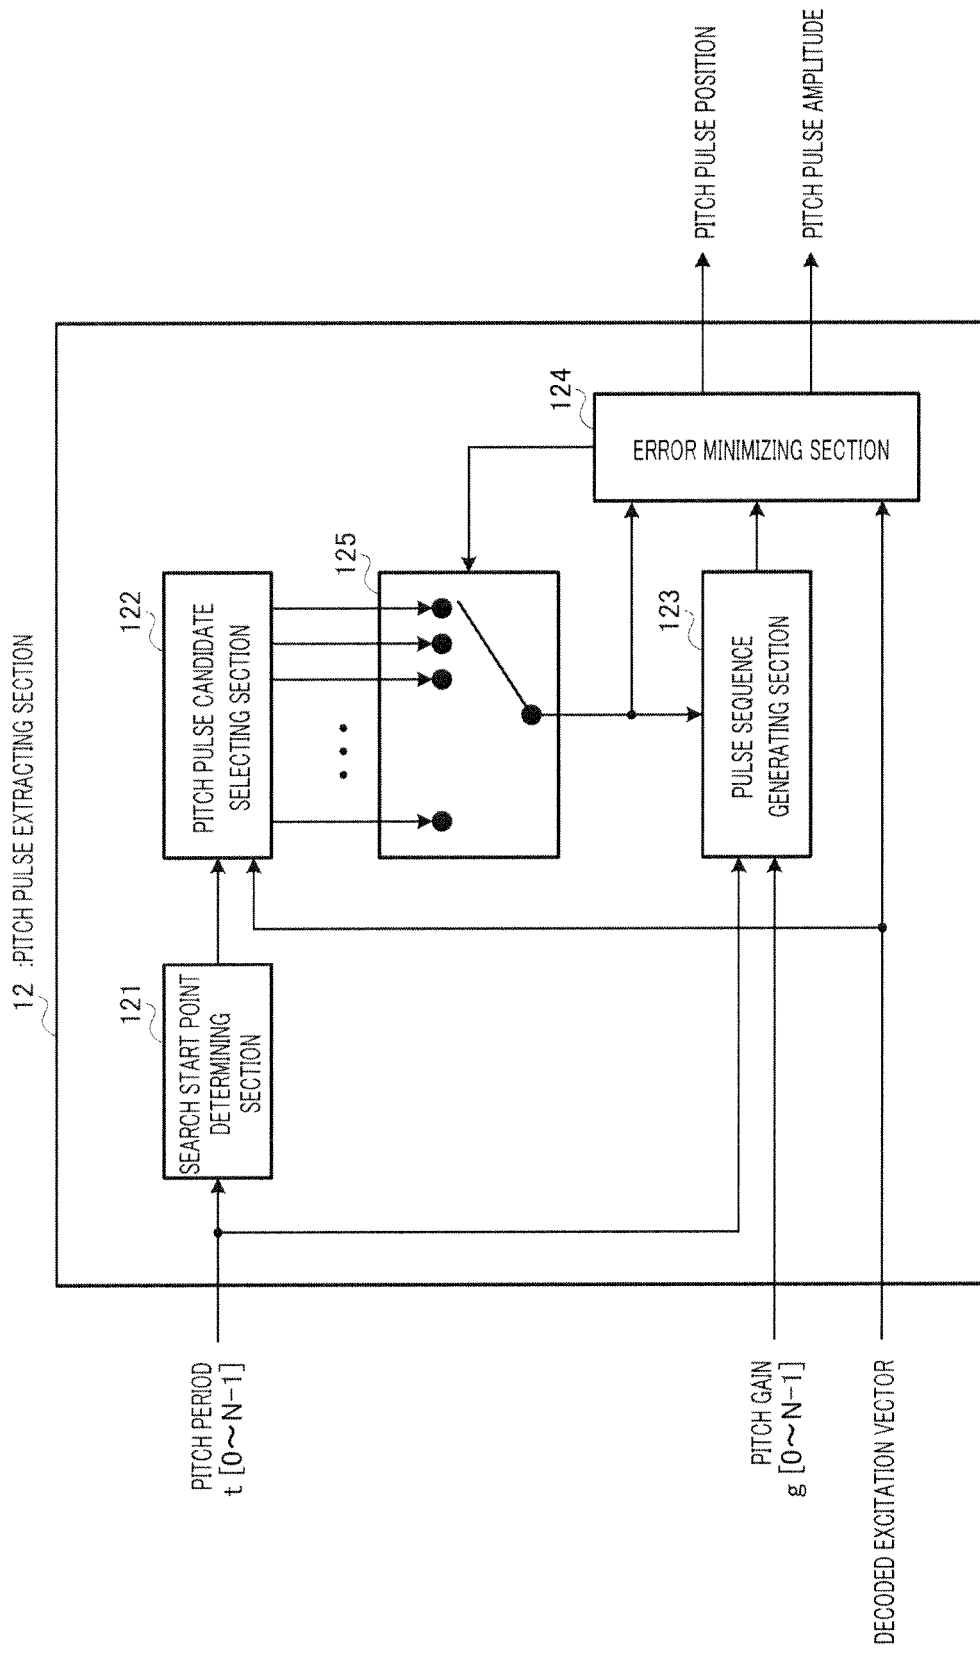 12 :PITCH PULSE EXTRACTING SECTION
PITCH PERIOD
t [0～N-1]
121
SEARCH START POINT
DETERMINING
SECTION
122
PITCH PULSE CANDIDATE
SELECTING SECTION
125
PITCH GAIN
g [0～N-1]
123
PULSE SEQUENCE
GENERATING SECTION
124
ERROR MINIMIZING SECTION
DECODED EXCITATION VECTOR
PITCH PULSE POSITION
PITCH PULSE AMPLITUDE